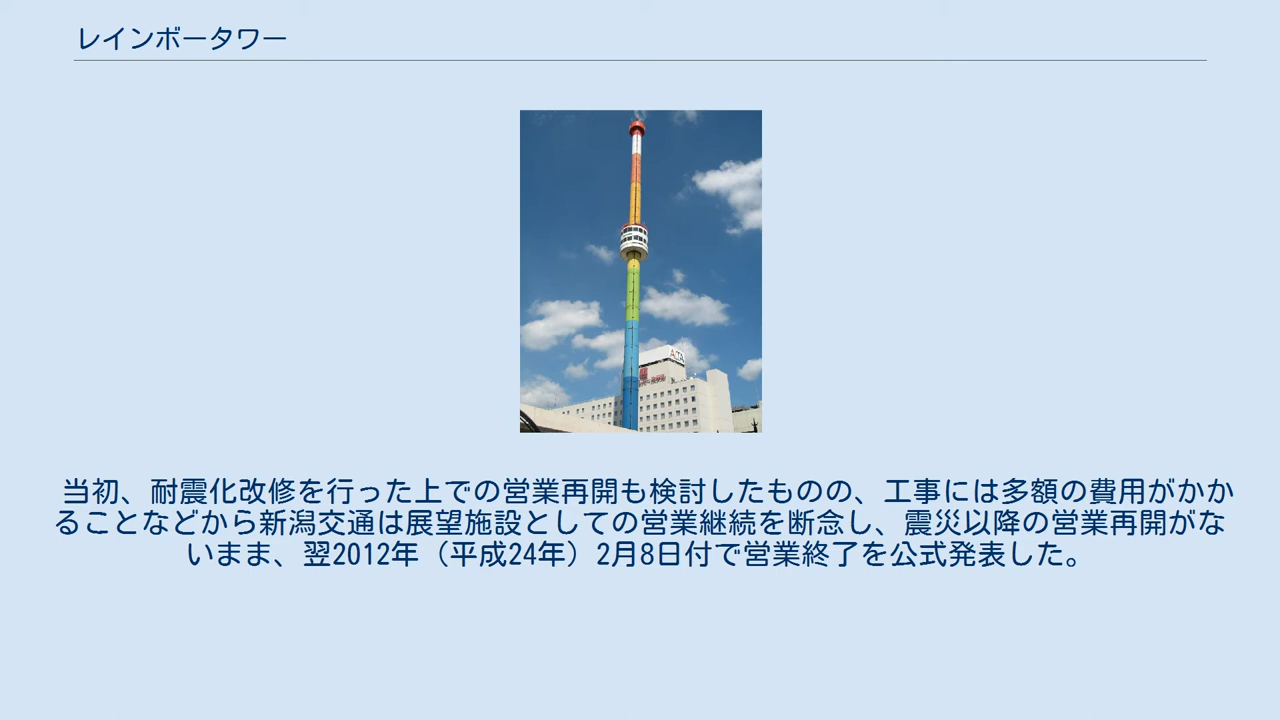 レインボータワー
当初、耐震化改修を行った上での営業再開も検討したものの、工事には多額の費用がかか
ることなどから新潟交通は展望施設としての営業継続を断念し、震災以降の営業再開がな
いまま、翌2012年（平成24年）2月8日付で営業終了を公式発表した。